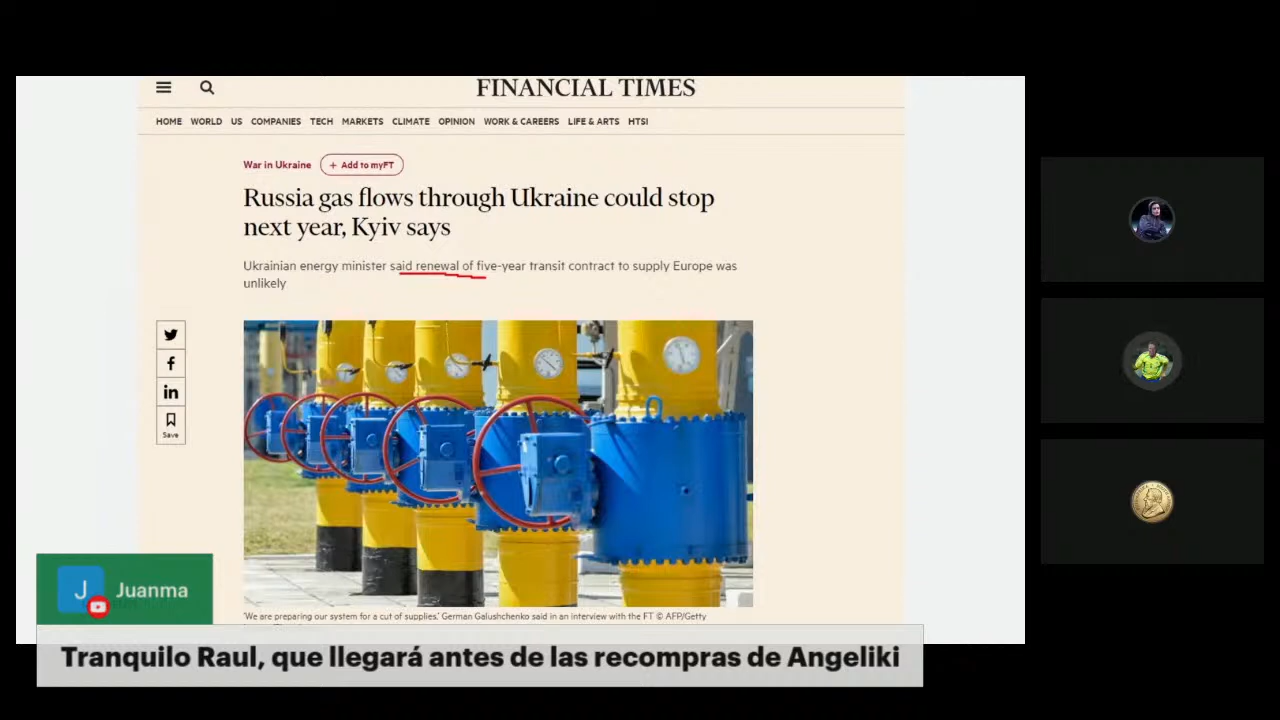 FINANCIAL TIMES
HOME WORLD US COMPANIES TECH MARKETS CLIMATE OPINION WORK & CAREERS LIFE & ARTS HTSI
War in Ukraine + Add to myFT
Russia gas flows through Ukraine could stop
next year, Kyiv says
Ukrainian energy minister said renewal of five-year transit contract to supply Europe was
unlikely
in
Save
'We are preparing our system for a cut of supplies.' German Galushchenko said in an interview with the FT © AFP/Getty
J Juanma
Tranquilo Raul, que llegará antes de las recompras de Angeliki